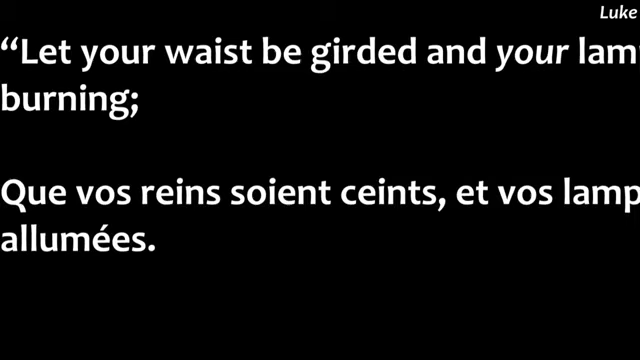 Luke
“Let your waist be girded and your
burning;
Que vos reins soient ceints, et vos
allumées.